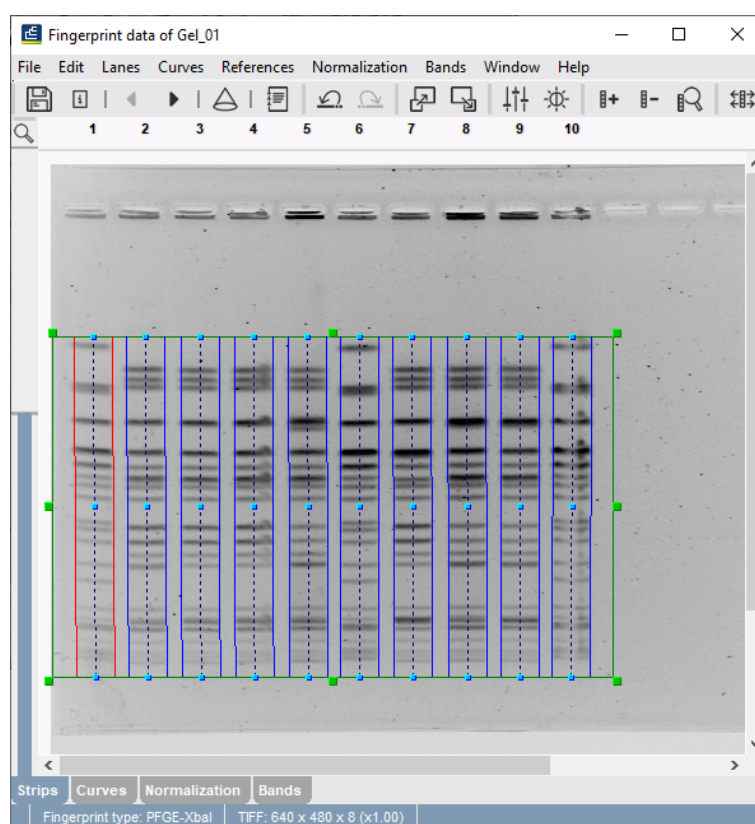 Fingerprint data of Gel_01
File Edit Lanes Curves References Normalization Bands Window Help
1 2 3 4 5 6 7 8 9 10
Strips Curves Normalization Bands
Fingerprint type: PFGE-XbaI TIFF: 640 x 480 x 8 (x1.00)